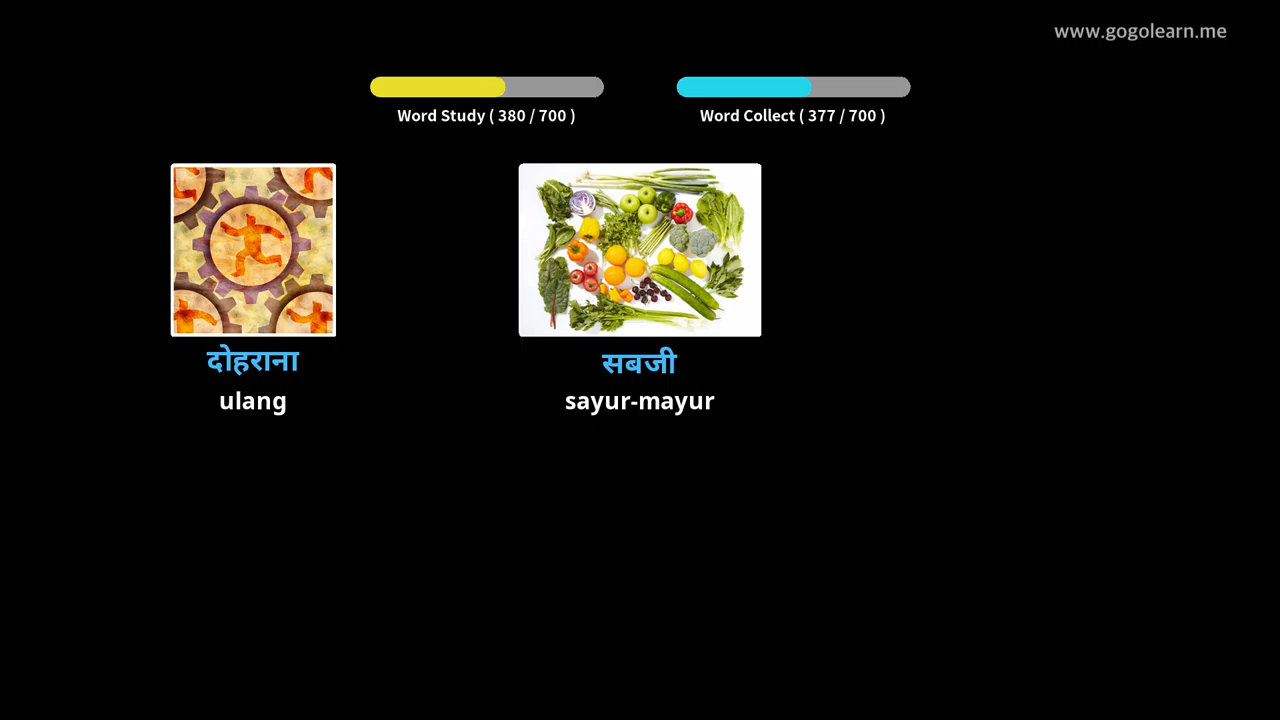 www.gogolearn.me
Word Study ( 380 / 700 )
Word Collect ( 377 / 700 )
दोहराना
ulang
सबजी
sayur-mayur